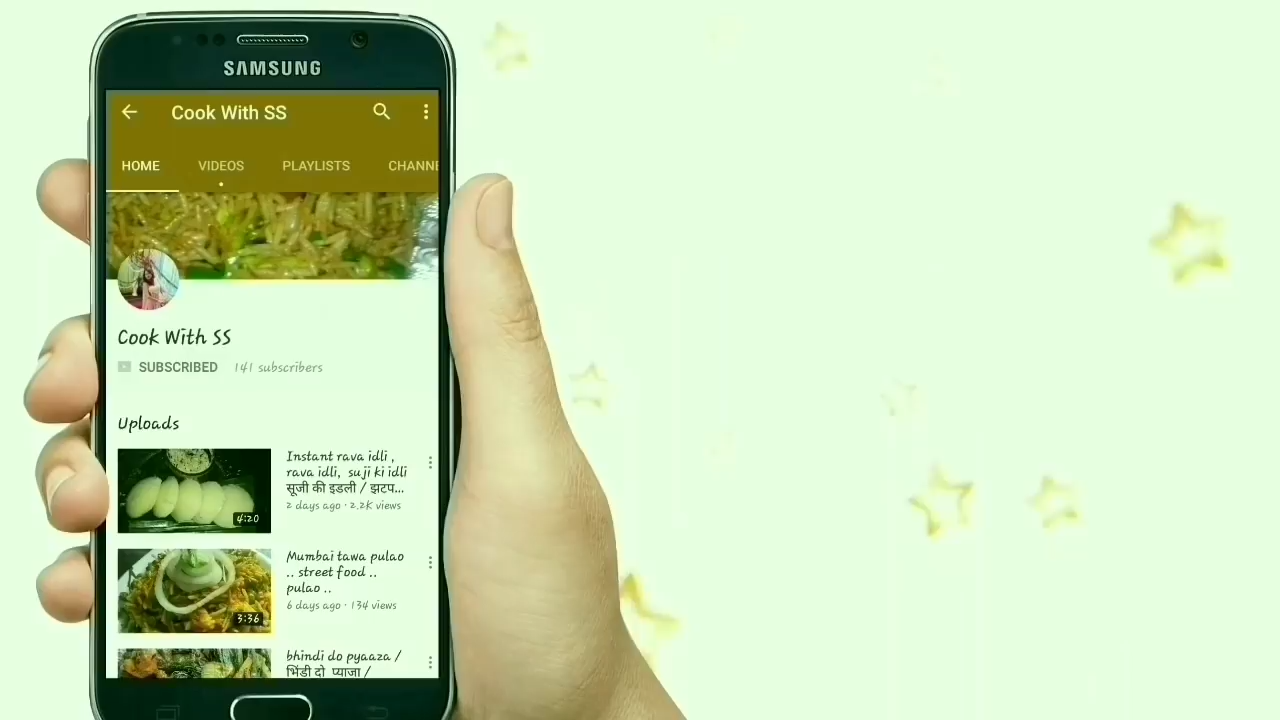 SAMSUNG
Cook With SS
HOME VIDEOS PLAYLISTS CHANNE
Cook With SS
SUBSCRIBED 141 subscribers
Uploads
Instant rava idli ,
rava idli, suji ki idli
सूजी की इडली / झटप...
2 days ago · 2.2K views
4:20
Mumbai tawa pulao
.. street food ..
pulao ..
6 days ago · 134 views
3:36
bhindi do pyaaza /
भिंडी दो प्याजा /